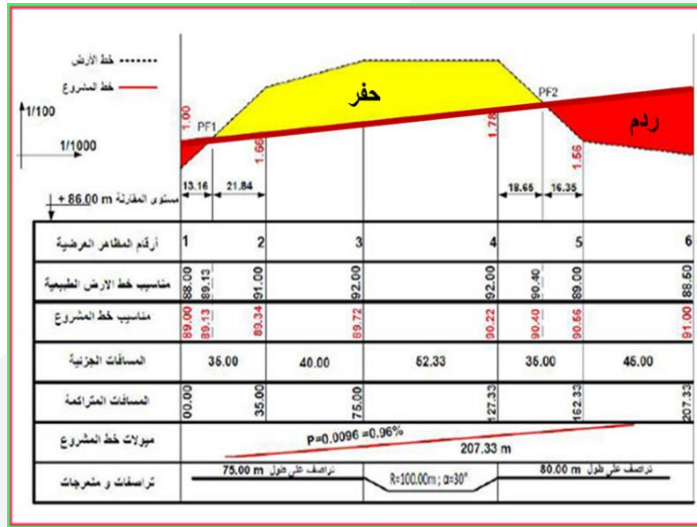 خط الأرض
خط المشروع
حفر
ردم
1/100
1/1000
1.00
PF1
1.66
1.78
PF2
1.56
13.16 21.84 18.65 16.35
مستوى المقارنة + 86.00 m
أرقام المظاهر العرضية 1 2 3 4 5 6
مناسيب خط الارض الطبيعية 88.00 89.13 91.00 92.00 92.00 90.40 89.00 88.50
مناسيب خط المشروع 89.00 89.13 89.34 89.72 90.22 90.40 90.56 91.00
المسافات الجزئية 35.00 40.00 52.33 35.00 45.00
المسافات المتراكمة 00.00 35.00 75.00 127.33 162.33 207.33
ميولات خط المشروع P=0.0096 =0.96% 207.33 m
تراصفات و منعرجات تراصف على طول 75.00 m R=100.00m ; α=30° تراصف على طول 80.00 m